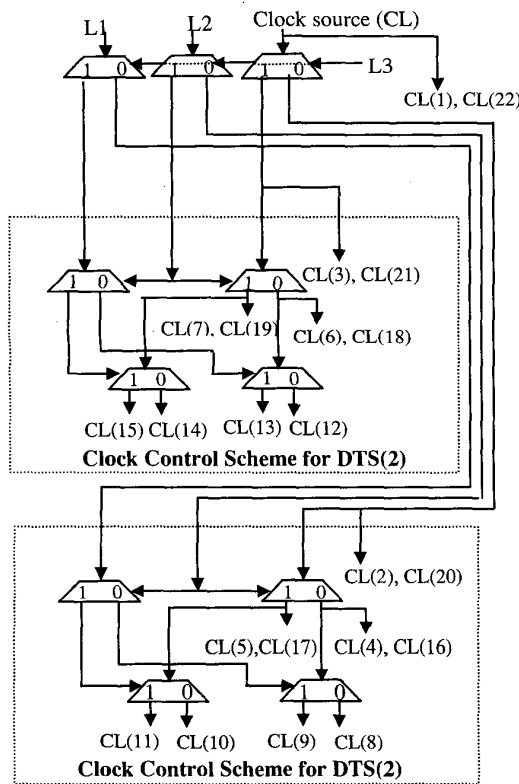 Clock source (CL)
L1
L2
L3
1 0
1 0
1 0
CL(1), CL(22)
CL(3), CL(21)
1 0
1 0
CL(7), CL(19)
CL(6), CL(18)
1 0
1 0
CL(15) CL(14) CL(13) CL(12)
Clock Control Scheme for DTS(2)
CL(2), CL(20)
1 0
1 0
CL(5),CL(17)
CL(4), CL(16)
1 0
1 0
CL(11) CL(10) CL(9) CL(8)
Clock Control Scheme for DTS(2)